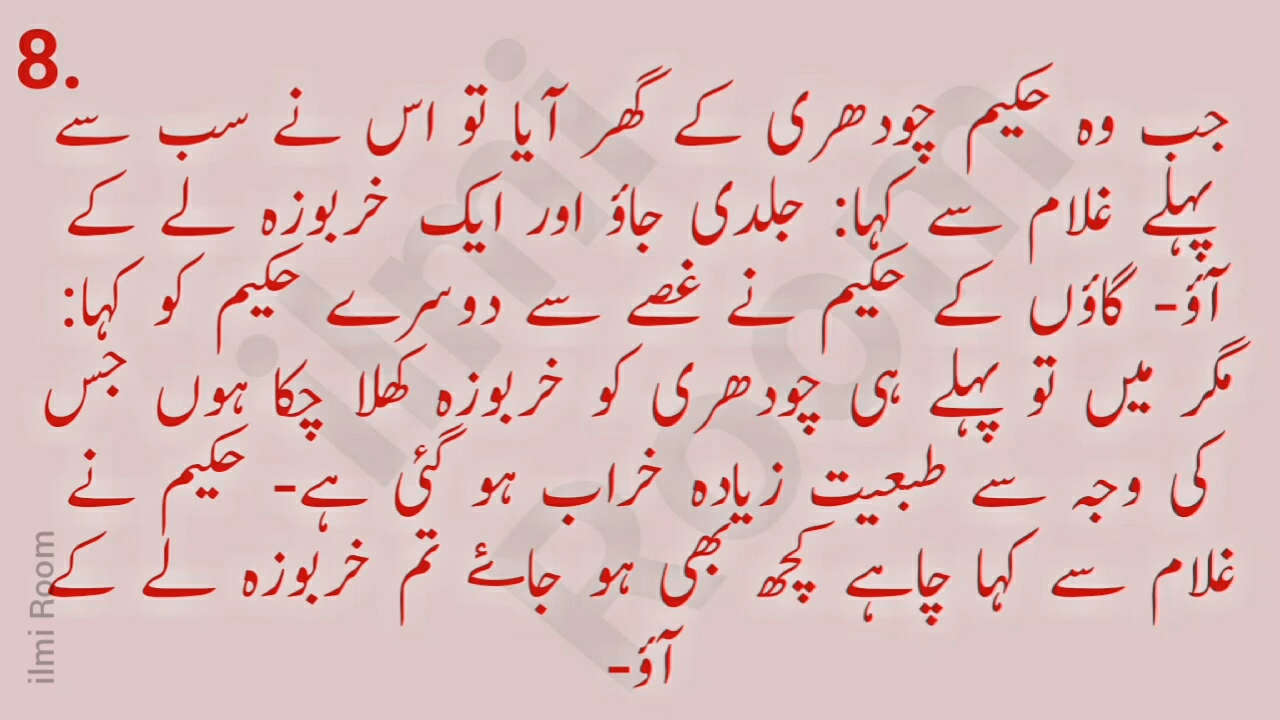 8.
جب وہ حکیم چودھری کے گھر آیا تو اس نے سب سے
پہلے غلام سے کہا: جلدی جاؤ اور ایک خربوزہ لے کے
آؤ- گاؤں کے حکیم نے غصے سے دوسرے حکیم کو کہا:
مگر میں تو پہلے ہی چودھری کو خربوزہ کھلا چکا ہوں جس
کی وجہ سے طبعیت زیادہ خراب ہو گئی ہے- حکیم نے
غلام سے کہا چاہے کچھ بھی ہو جائے تم خربوزہ لے کے
آؤ-
ilmi Room
ilmi
Room